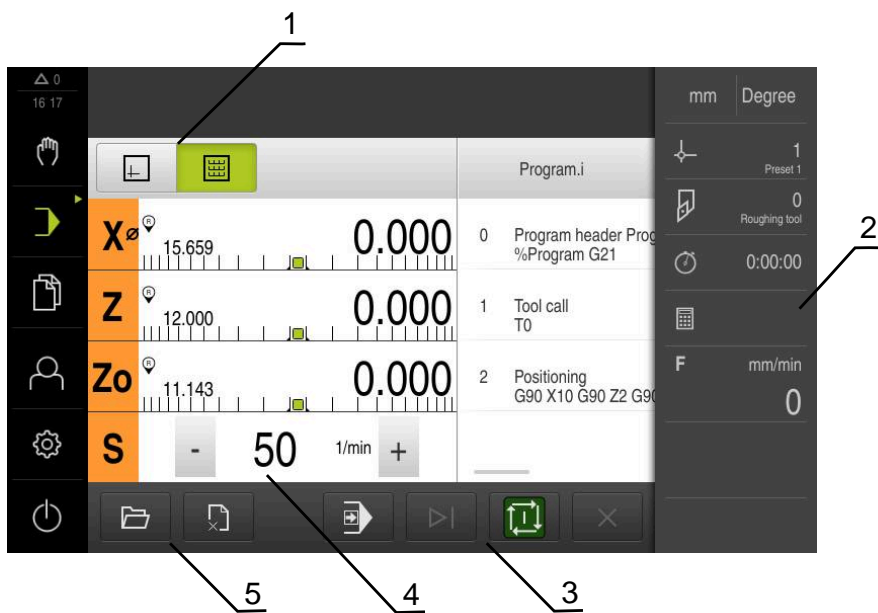 1
0
16 17
mm Degree
Program.i
1
Preset 1
X⌀ R 15.659 0.000
0 Program header Prog
%Program G21
0
Roughing tool
2
0:00:00
Z R 12.000 0.000
1 Tool call
T0
Zo R 11.143 0.000
2 Positioning
G90 X10 G90 Z2 G90
F mm/min
0
S - 50 1/min +
5
4
3